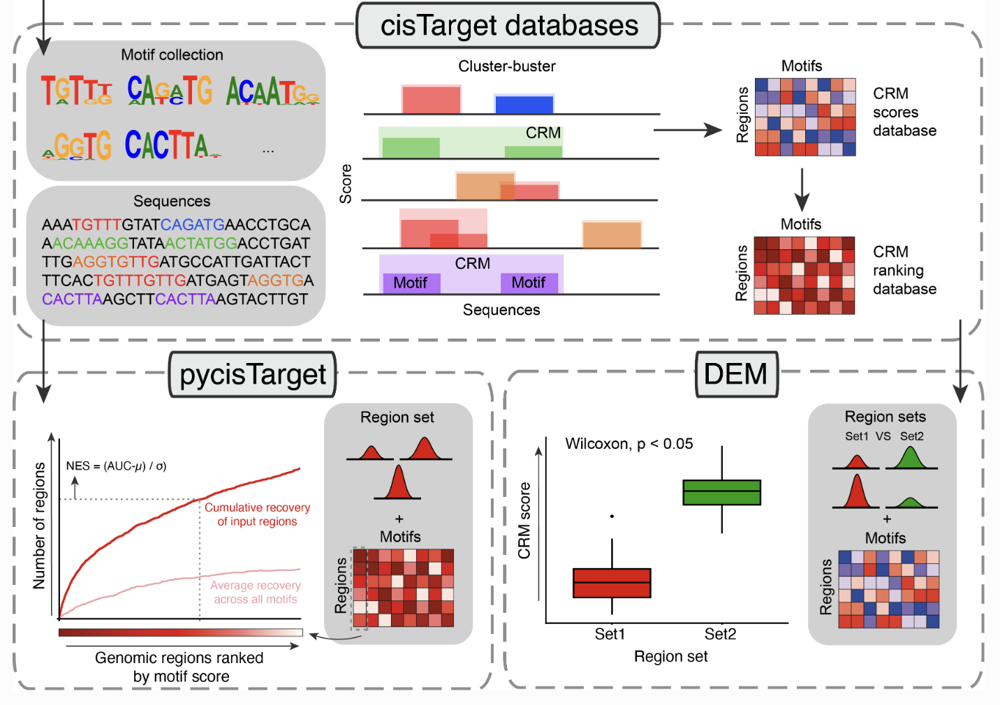 cisTarget databases
Motif collection
TGTTT CAGATG ACAATGG
AGGTG CACTTA ...
Sequences
AAATGTTTGTATCAGATGAACCTGCA
AACAAAGGTATAACTATGGACCTGAT
TTGAGGTGTTGATGCCATTGATTACT
TTCACTGTTTGTTGATGAGTAGGTGA
CACTTAAGCTTCACTTAAGTACTTGT
Cluster-buster
CRM
Score
CRM
Motif Motif
Sequences
Motifs
Regions
CRM
scores
database
Motifs
Regions
CRM
ranking
database
pycisTarget
Number of regions
NES = (AUC-μ) / σ)
Cumulative recovery
of input regions
Average recovery
across all motifs
Genomic regions ranked
by motif score
Region set
+
Motifs
Regions
DEM
Wilcoxon, p < 0.05
CRM score
Set1 Set2
Region set
Region sets
Set1 VS Set2
+
Motifs
Regions